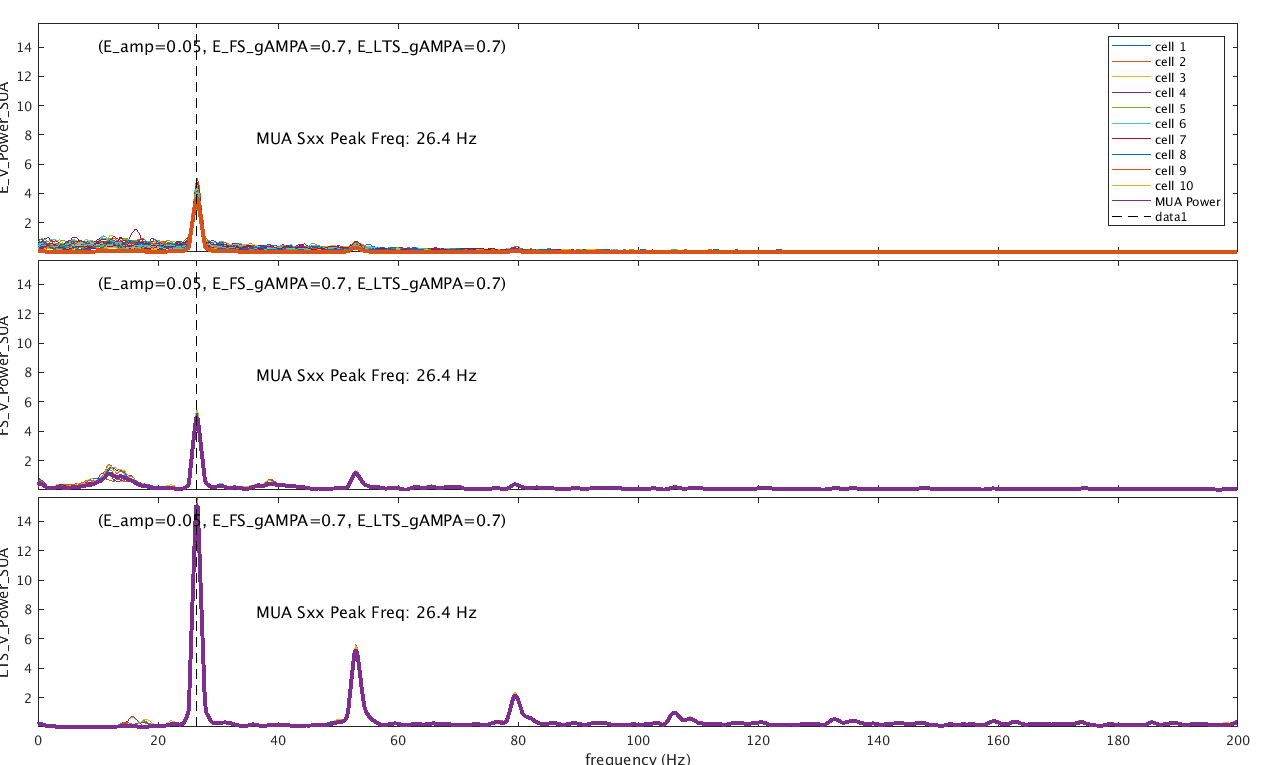 (E_amp=0.05, E_FS_gAMPA=0.7, E_LTS_gAMPA=0.7)
MUA Sxx Peak Freq: 26.4 Hz
E_V_Power_SUA
14
12
10
8
6
4
2
cell 1
cell 2
cell 3
cell 4
cell 5
cell 6
cell 7
cell 8
cell 9
cell 10
MUA Power
data1
(E_amp=0.05, E_FS_gAMPA=0.7, E_LTS_gAMPA=0.7)
MUA Sxx Peak Freq: 26.4 Hz
FS_V_Power_SUA
14
12
10
8
6
4
2
(E_amp=0.05, E_FS_gAMPA=0.7, E_LTS_gAMPA=0.7)
MUA Sxx Peak Freq: 26.4 Hz
LTS_V_Power_SUA
14
12
10
8
6
4
2
0 20 40 60 80 100 120 140 160 180 200
frequency (Hz)